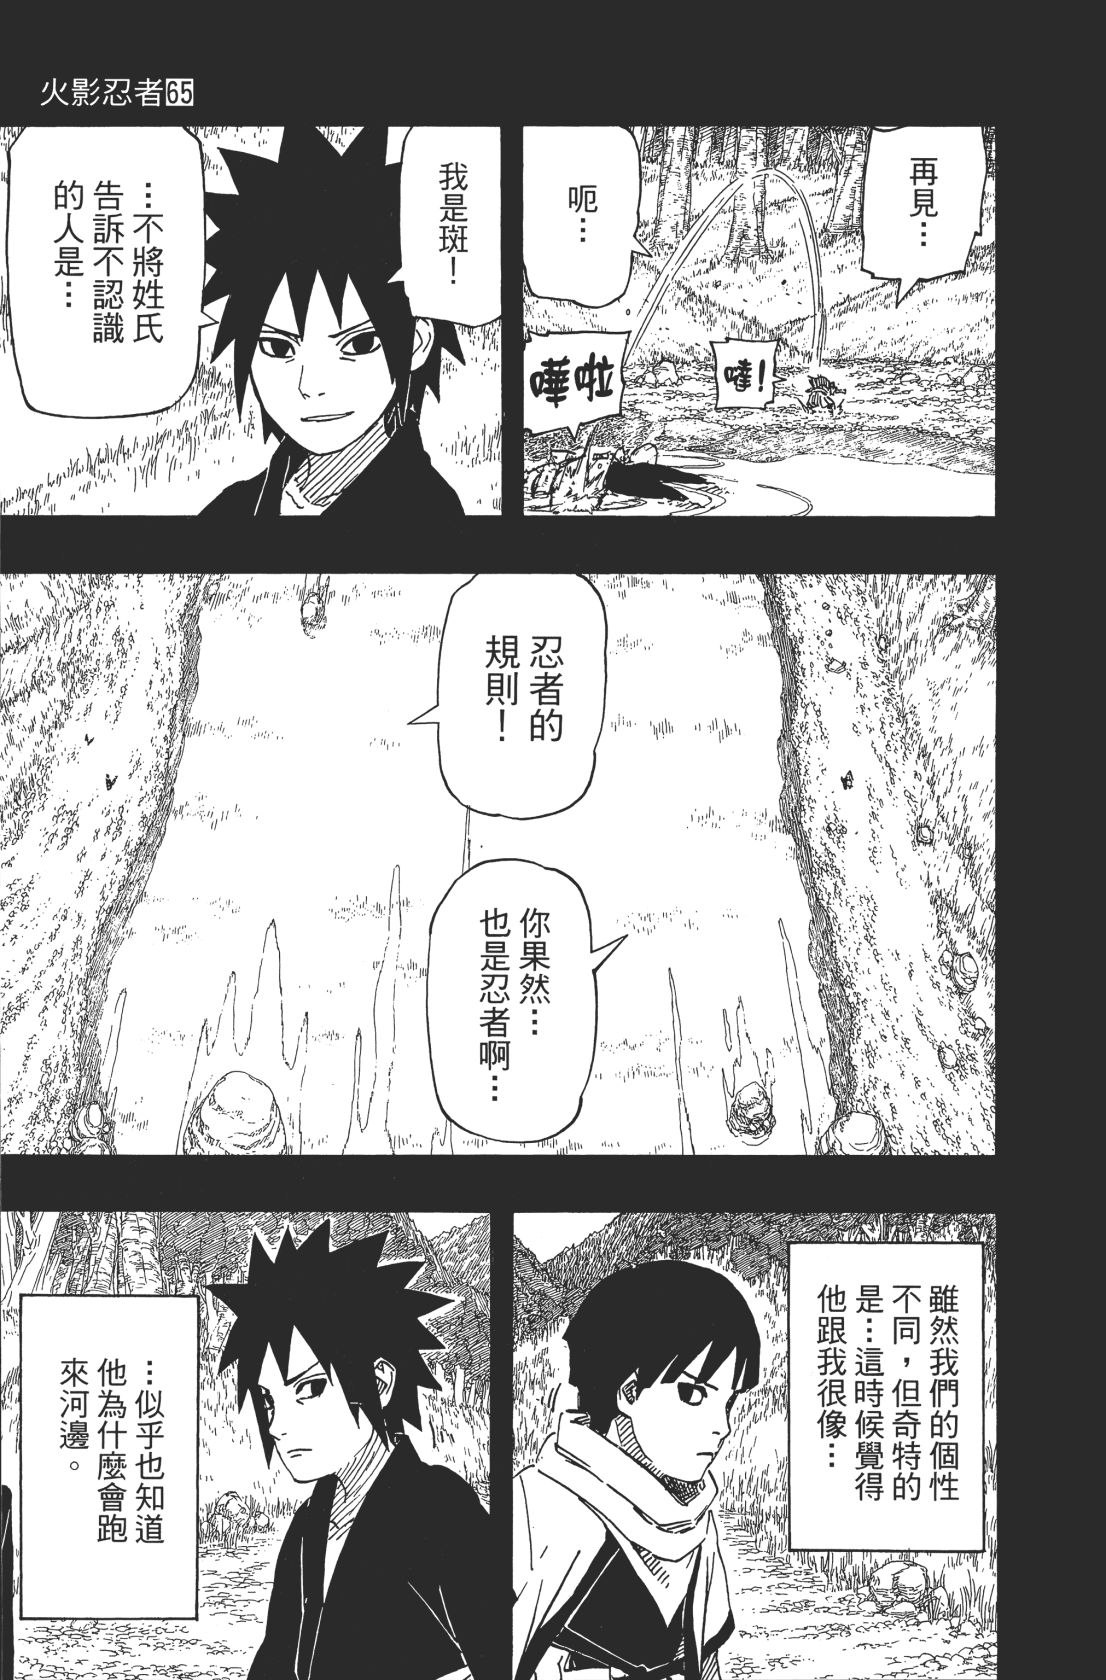 火影忍者65
再見…
呃…
噠！
嘩啦
我是斑！
…不將姓氏
告訴不認識
的人是…
忍者的
規則！
你果然…
也是忍者啊…
雖然我們的個性
不同，但奇特的
是…這時候覺得
他跟我很像…
…似乎也知道
他為什麼會跑
來河邊。